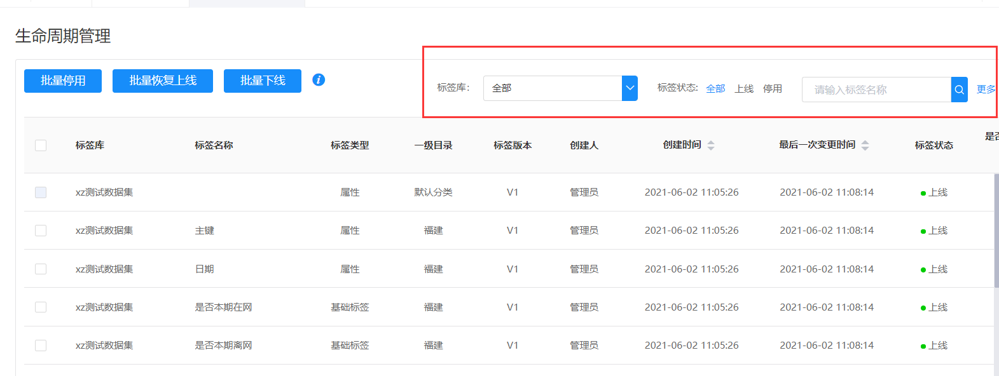 生命周期管理
批量停用 批量恢复上线 批量下线 i 标签库： 全部 标签状态: 全部 上线 停用 请输入标签名称 更多
标签库 标签名称 标签类型 一级目录 标签版本 创建人 创建时间 最后一次变更时间 标签状态 是否
xz测试数据集 属性 默认分类 V1 管理员 2021-06-02 11:05:26 2021-06-02 11:08:14 上线
xz测试数据集 主键 属性 福建 V1 管理员 2021-06-02 11:05:26 2021-06-02 11:08:14 上线
xz测试数据集 日期 属性 福建 V1 管理员 2021-06-02 11:05:26 2021-06-02 11:08:14 上线
xz测试数据集 是否本期在网 基础标签 福建 V1 管理员 2021-06-02 11:05:26 2021-06-02 11:08:14 上线
xz测试数据集 是否本期离网 基础标签 福建 V1 管理员 2021-06-02 11:05:26 2021-06-02 11:08:14 上线